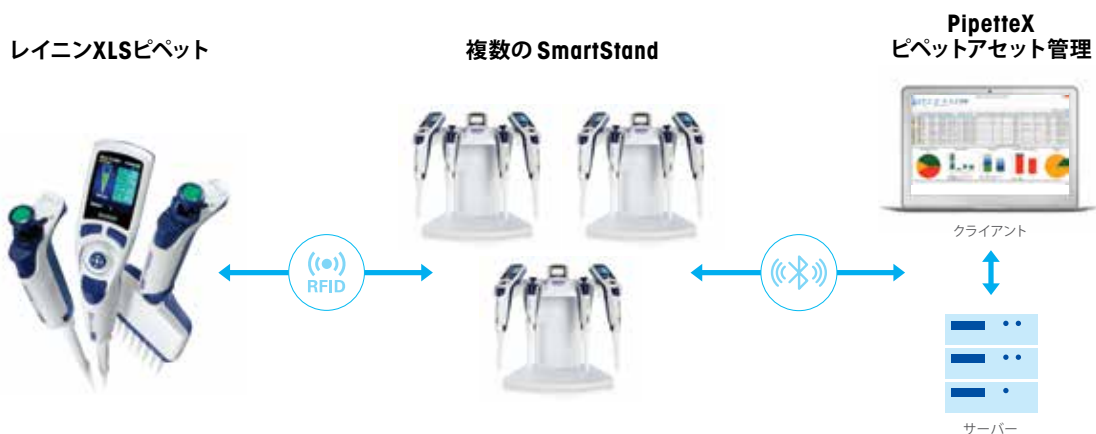 レイニンXLSピペット
複数の SmartStand
PipetteX
ピペットアセット管理
RFID
クライアント
サーバー